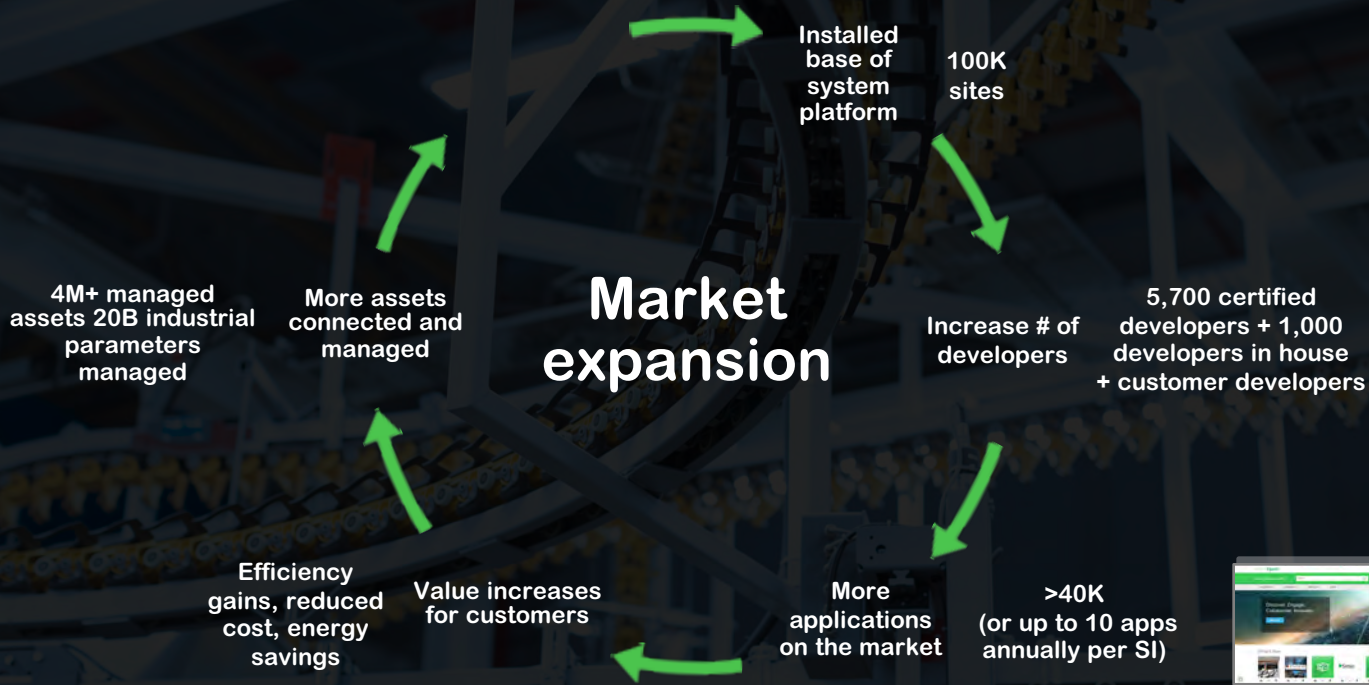 Installed
base of
system
platform
100K
sites
Increase # of
developers
5,700 certified
developers + 1,000
developers in house
+ customer developers
More
applications
on the market
>40K
(or up to 10 apps
annually per SI)
Value increases
for customers
Efficiency
gains, reduced
cost, energy
savings
More assets
connected and
managed
4M+ managed
assets 20B industrial
parameters
managed
Market
expansion